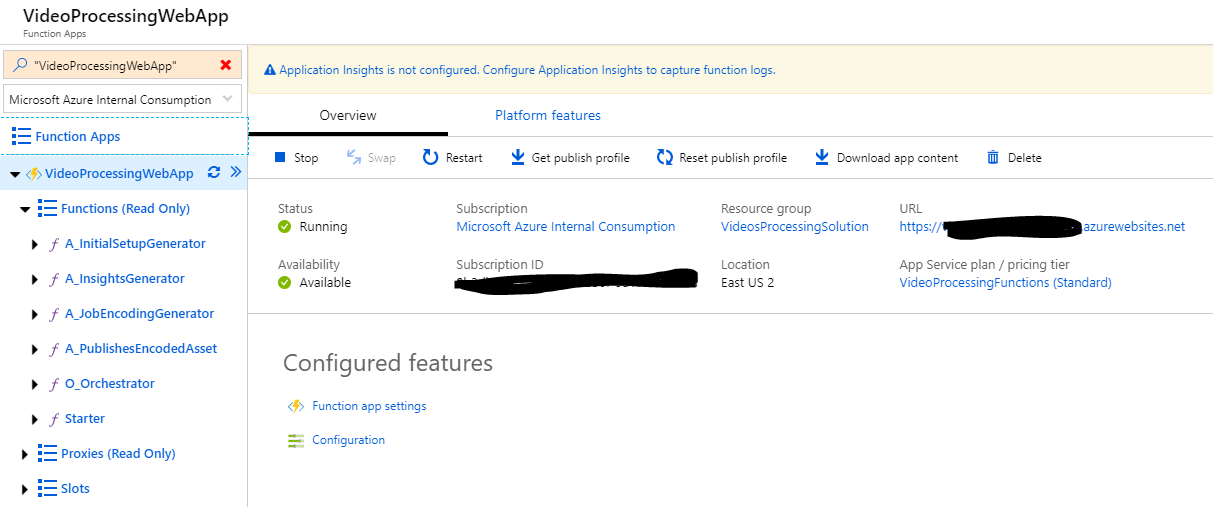 VideoProcessingWebApp
Function Apps
"VideoProcessingWebApp"
Microsoft Azure Internal Consumption
Function Apps
VideoProcessingWebApp
Functions (Read Only)
A_InitialSetupGenerator
A_InsightsGenerator
A_JobEncodingGenerator
A_PublishesEncodedAsset
O_Orchestrator
Starter
Proxies (Read Only)
Slots
Application Insights is not configured. Configure Application Insights to capture function logs.
Overview Platform features
Stop Swap Restart Get publish profile Reset publish profile Download app content Delete
Status Subscription Resource group URL
Running Microsoft Azure Internal Consumption VideosProcessingSolution https:// .azurewebsites.net
Availability Subscription ID Location App Service plan / pricing tier
Available East US 2 VideoProcessingFunctions (Standard)
Configured features
Function app settings
Configuration